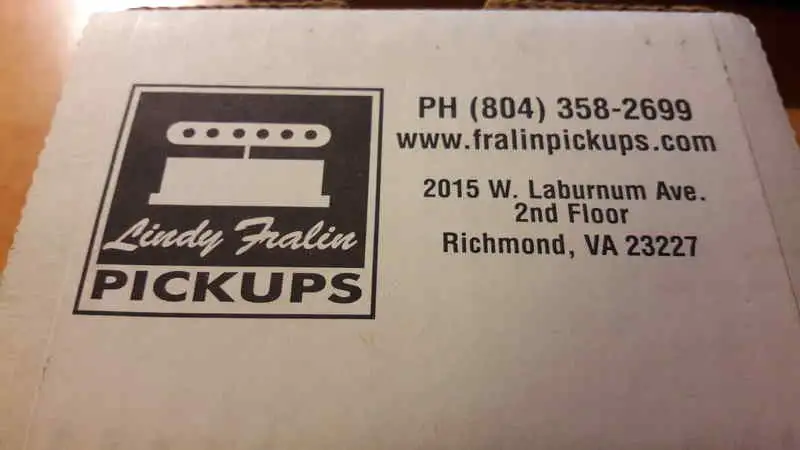 Lindy Fralin
PICKUPS
PH (804) 358-2699
www.fralinpickups.com
2015 W. Laburnum Ave.
2nd Floor
Richmond, VA 23227